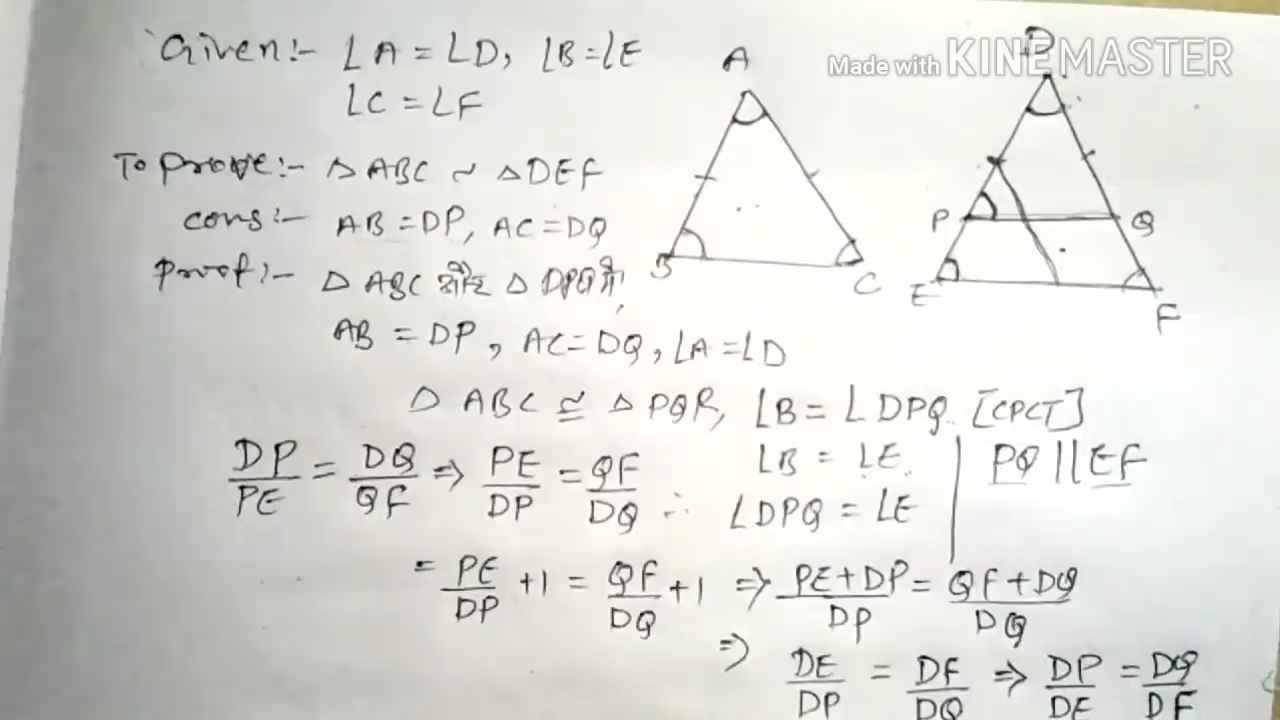 Given:- ∠A = ∠D, ∠B = ∠E
∠C = ∠F
To prove:- △ABC ~ △DEF
cons:- AB = DP, AC = DQ
Proof:- △ABC और △DPQ में,
AB = DP, AC = DQ, ∠A = ∠D
△ABC ≅ △PQR, ∠B = ∠DPQ [CPCT]
DP/PE = DQ/QF ⇒ PE/DP = QF/DQ
∠B = ∠E
∴ ∠DPQ = ∠E
PQ || EF
= PE/DP + 1 = QF/DQ + 1 ⇒ PE+DP/DP = QF+DQ/DQ
⇒ DE/DP = DF/DQ ⇒ DP/DE = DQ/DF
A
B
C
D
P
Q
E
F
Made with KINEMASTER